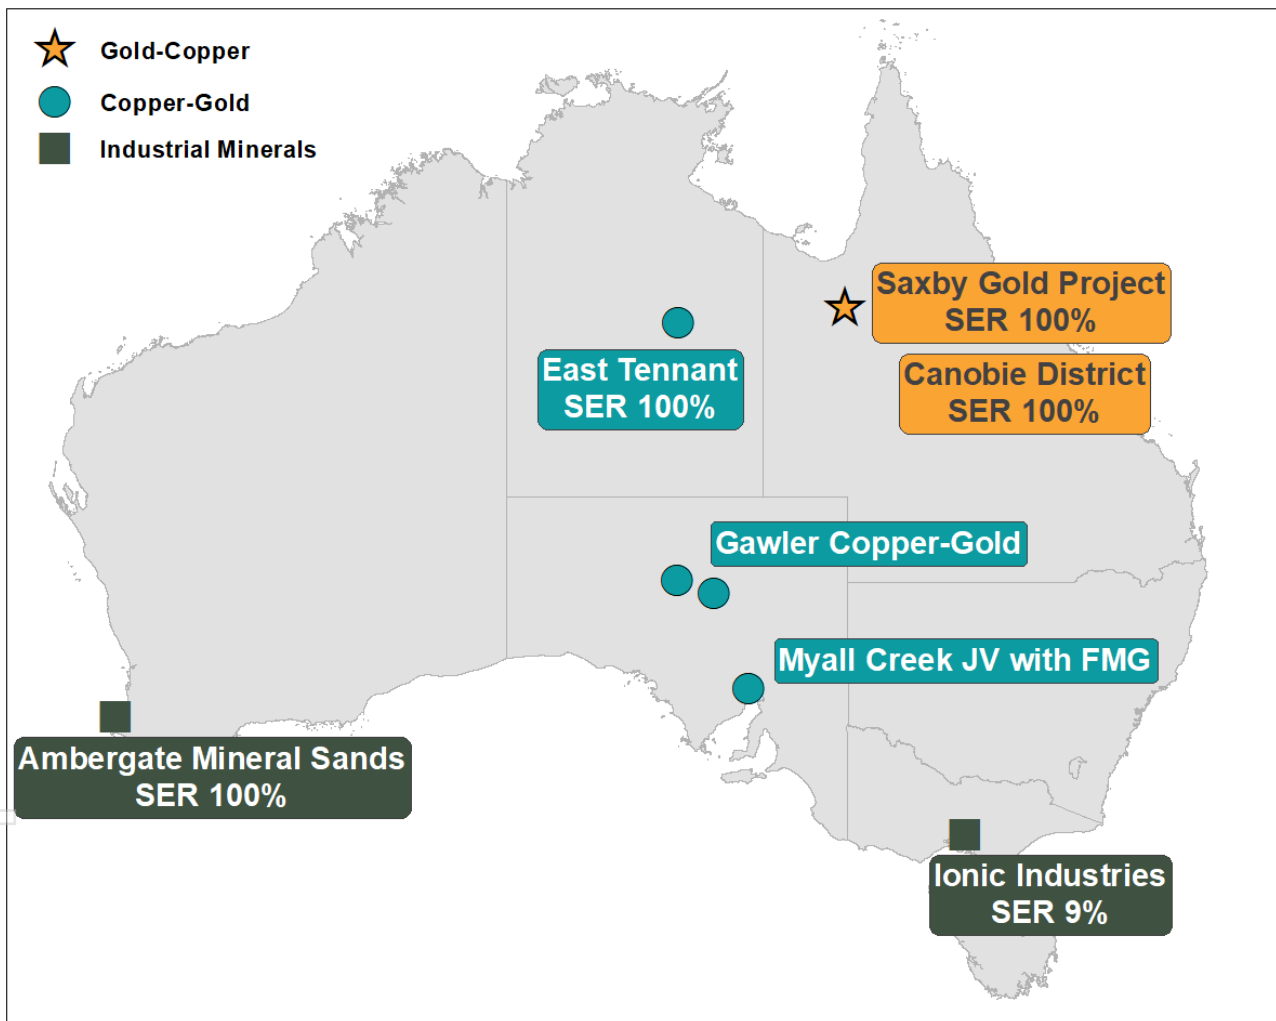 Gold-Copper
Copper-Gold
Industrial Minerals
Saxby Gold Project
SER 100%
East Tennant
SER 100%
Canobie District
SER 100%
Gawler Copper-Gold
Myall Creek JV with FMG
Ambergate Mineral Sands
SER 100%
Ionic Industries
SER 9%